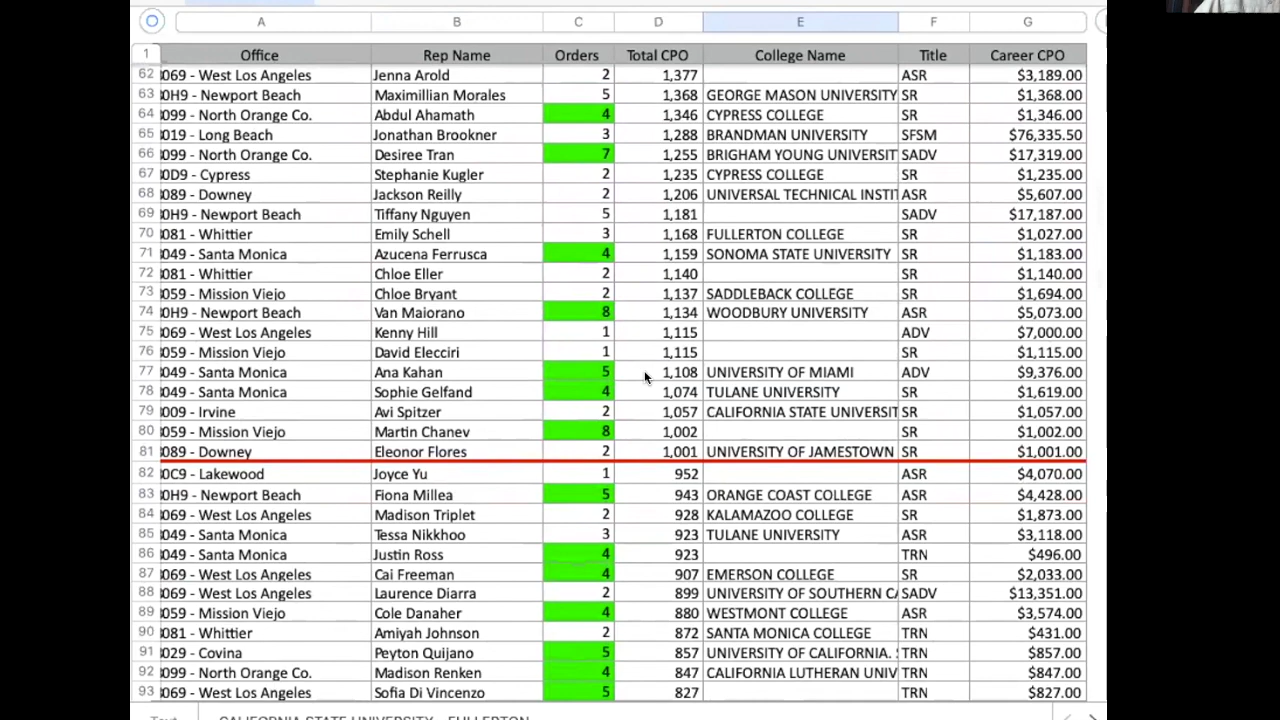 A B C D E F G
1 Office Rep Name Orders Total CPO College Name Title Career CPO
62 069 - West Los Angeles Jenna Arold 2 1,377 ASR $3,189.00
63 0H9 - Newport Beach Maximillian Morales 5 1,368 GEORGE MASON UNIVERSITY SR $1,368.00
64 099 - North Orange Co. Abdul Ahamath 4 1,346 CYPRESS COLLEGE SR $1,346.00
65 019 - Long Beach Jonathan Brookner 3 1,288 BRANDMAN UNIVERSITY SFSM $76,335.50
66 099 - North Orange Co. Desiree Tran 7 1,255 BRIGHAM YOUNG UNIVERSIT SADV $17,319.00
67 0D9 - Cypress Stephanie Kugler 2 1,235 CYPRESS COLLEGE SR $1,235.00
68 089 - Downey Jackson Reilly 2 1,206 UNIVERSAL TECHNICAL INSTI ASR $5,607.00
69 0H9 - Newport Beach Tiffany Nguyen 5 1,181 SADV $17,187.00
70 081 - Whittier Emily Schell 3 1,168 FULLERTON COLLEGE SR $1,027.00
71 049 - Santa Monica Azucena Ferrusca 4 1,159 SONOMA STATE UNIVERSITY SR $1,183.00
72 081 - Whittier Chloe Eller 2 1,140 SR $1,140.00
73 059 - Mission Viejo Chloe Bryant 2 1,137 SADDLEBACK COLLEGE SR $1,694.00
74 0H9 - Newport Beach Van Maiorano 8 1,134 WOODBURY UNIVERSITY ASR $5,073.00
75 069 - West Los Angeles Kenny Hill 1 1,115 ADV $7,000.00
76 059 - Mission Viejo David Elecciri 1 1,115 SR $1,115.00
77 049 - Santa Monica Ana Kahan 5 1,108 UNIVERSITY OF MIAMI ADV $9,376.00
78 049 - Santa Monica Sophie Gelfand 4 1,074 TULANE UNIVERSITY SR $1,619.00
79 009 - Irvine Avi Spitzer 2 1,057 CALIFORNIA STATE UNIVERSIT SR $1,057.00
80 059 - Mission Viejo Martin Chanev 8 1,002 SR $1,002.00
81 089 - Downey Eleonor Flores 2 1,001 UNIVERSITY OF JAMESTOWN SR $1,001.00
82 0C9 - Lakewood Joyce Yu 1 952 ASR $4,070.00
83 0H9 - Newport Beach Fiona Millea 5 943 ORANGE COAST COLLEGE ASR $4,428.00
84 069 - West Los Angeles Madison Triplet 2 928 KALAMAZOO COLLEGE SR $1,873.00
85 049 - Santa Monica Tessa Nikkhoo 3 923 TULANE UNIVERSITY ASR $3,118.00
86 049 - Santa Monica Justin Ross 4 923 TRN $496.00
87 069 - West Los Angeles Cai Freeman 4 907 EMERSON COLLEGE SR $2,033.00
88 069 - West Los Angeles Laurence Diarra 2 899 UNIVERSITY OF SOUTHERN CA SADV $13,351.00
89 059 - Mission Viejo Cole Danaher 4 880 WESTMONT COLLEGE ASR $3,574.00
90 081 - Whittier Amiyah Johnson 2 872 SANTA MONICA COLLEGE TRN $431.00
91 029 - Covina Peyton Quijano 5 857 UNIVERSITY OF CALIFORNIA. TRN $857.00
92 099 - North Orange Co. Madison Renken 4 847 CALIFORNIA LUTHERAN UNIV TRN $847.00
93 069 - West Los Angeles Sofia Di Vincenzo 5 827 TRN $827.00
Text CALIFORNIA STATE UNIVERSITY - FULLERTON